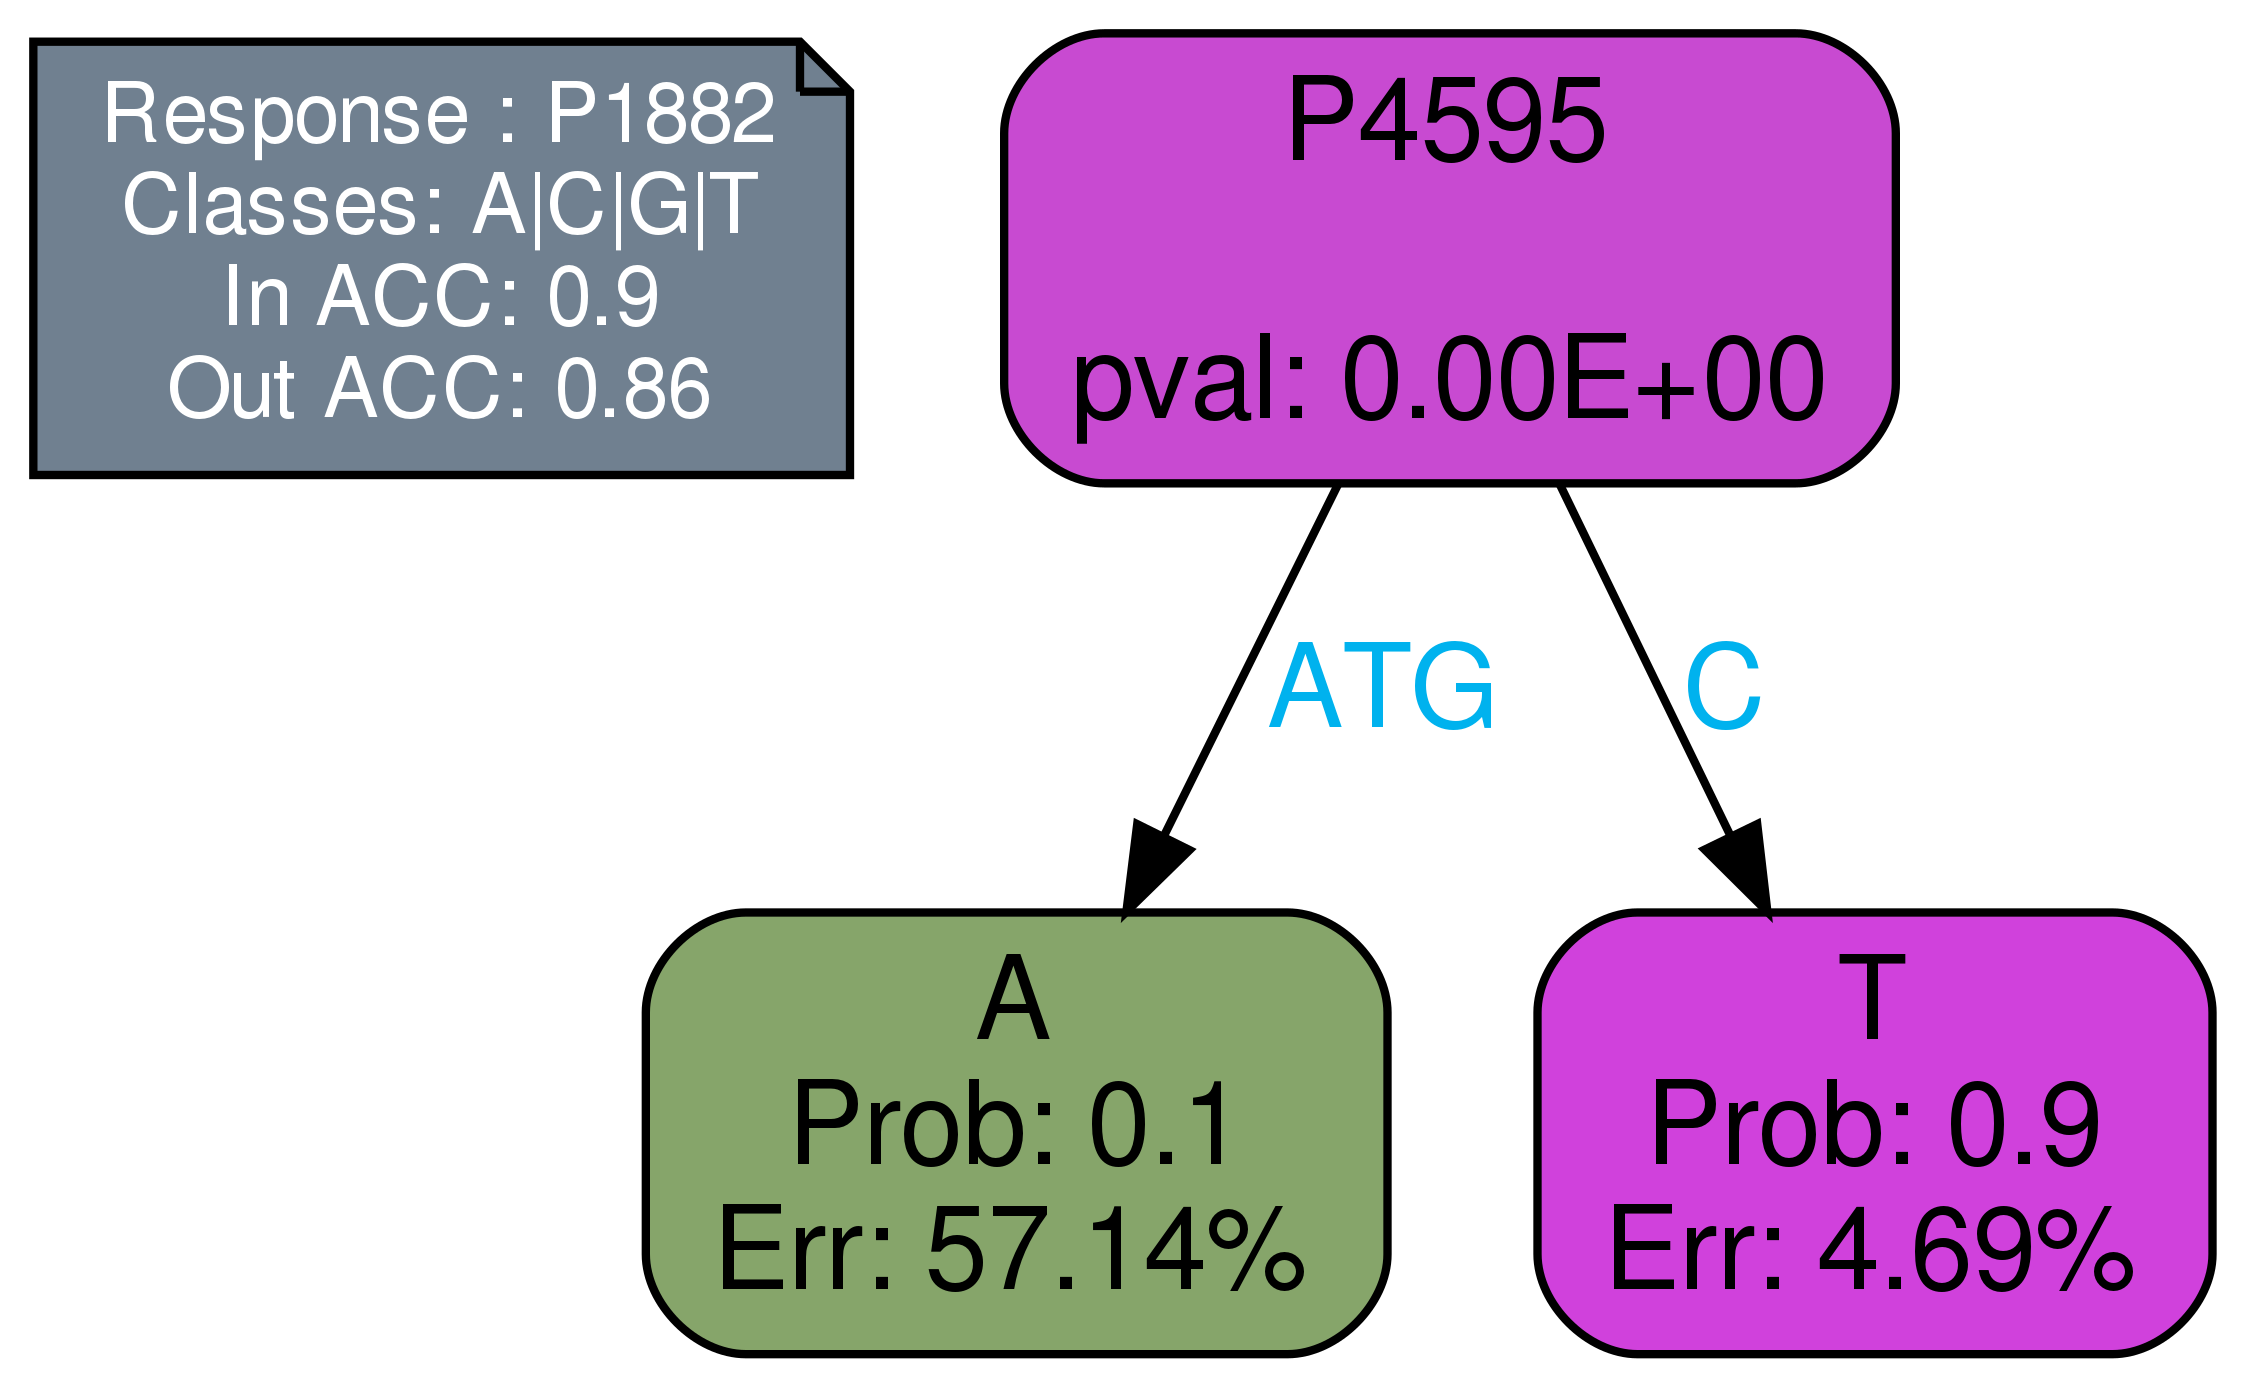 Response : P1882
Classes: A|C|G|T
In ACC: 0.9
Out ACC: 0.86
P4595
pval: 0.00E+00
ATG
C
A
Prob: 0.1
Err: 57.14%
T
Prob: 0.9
Err: 4.69%